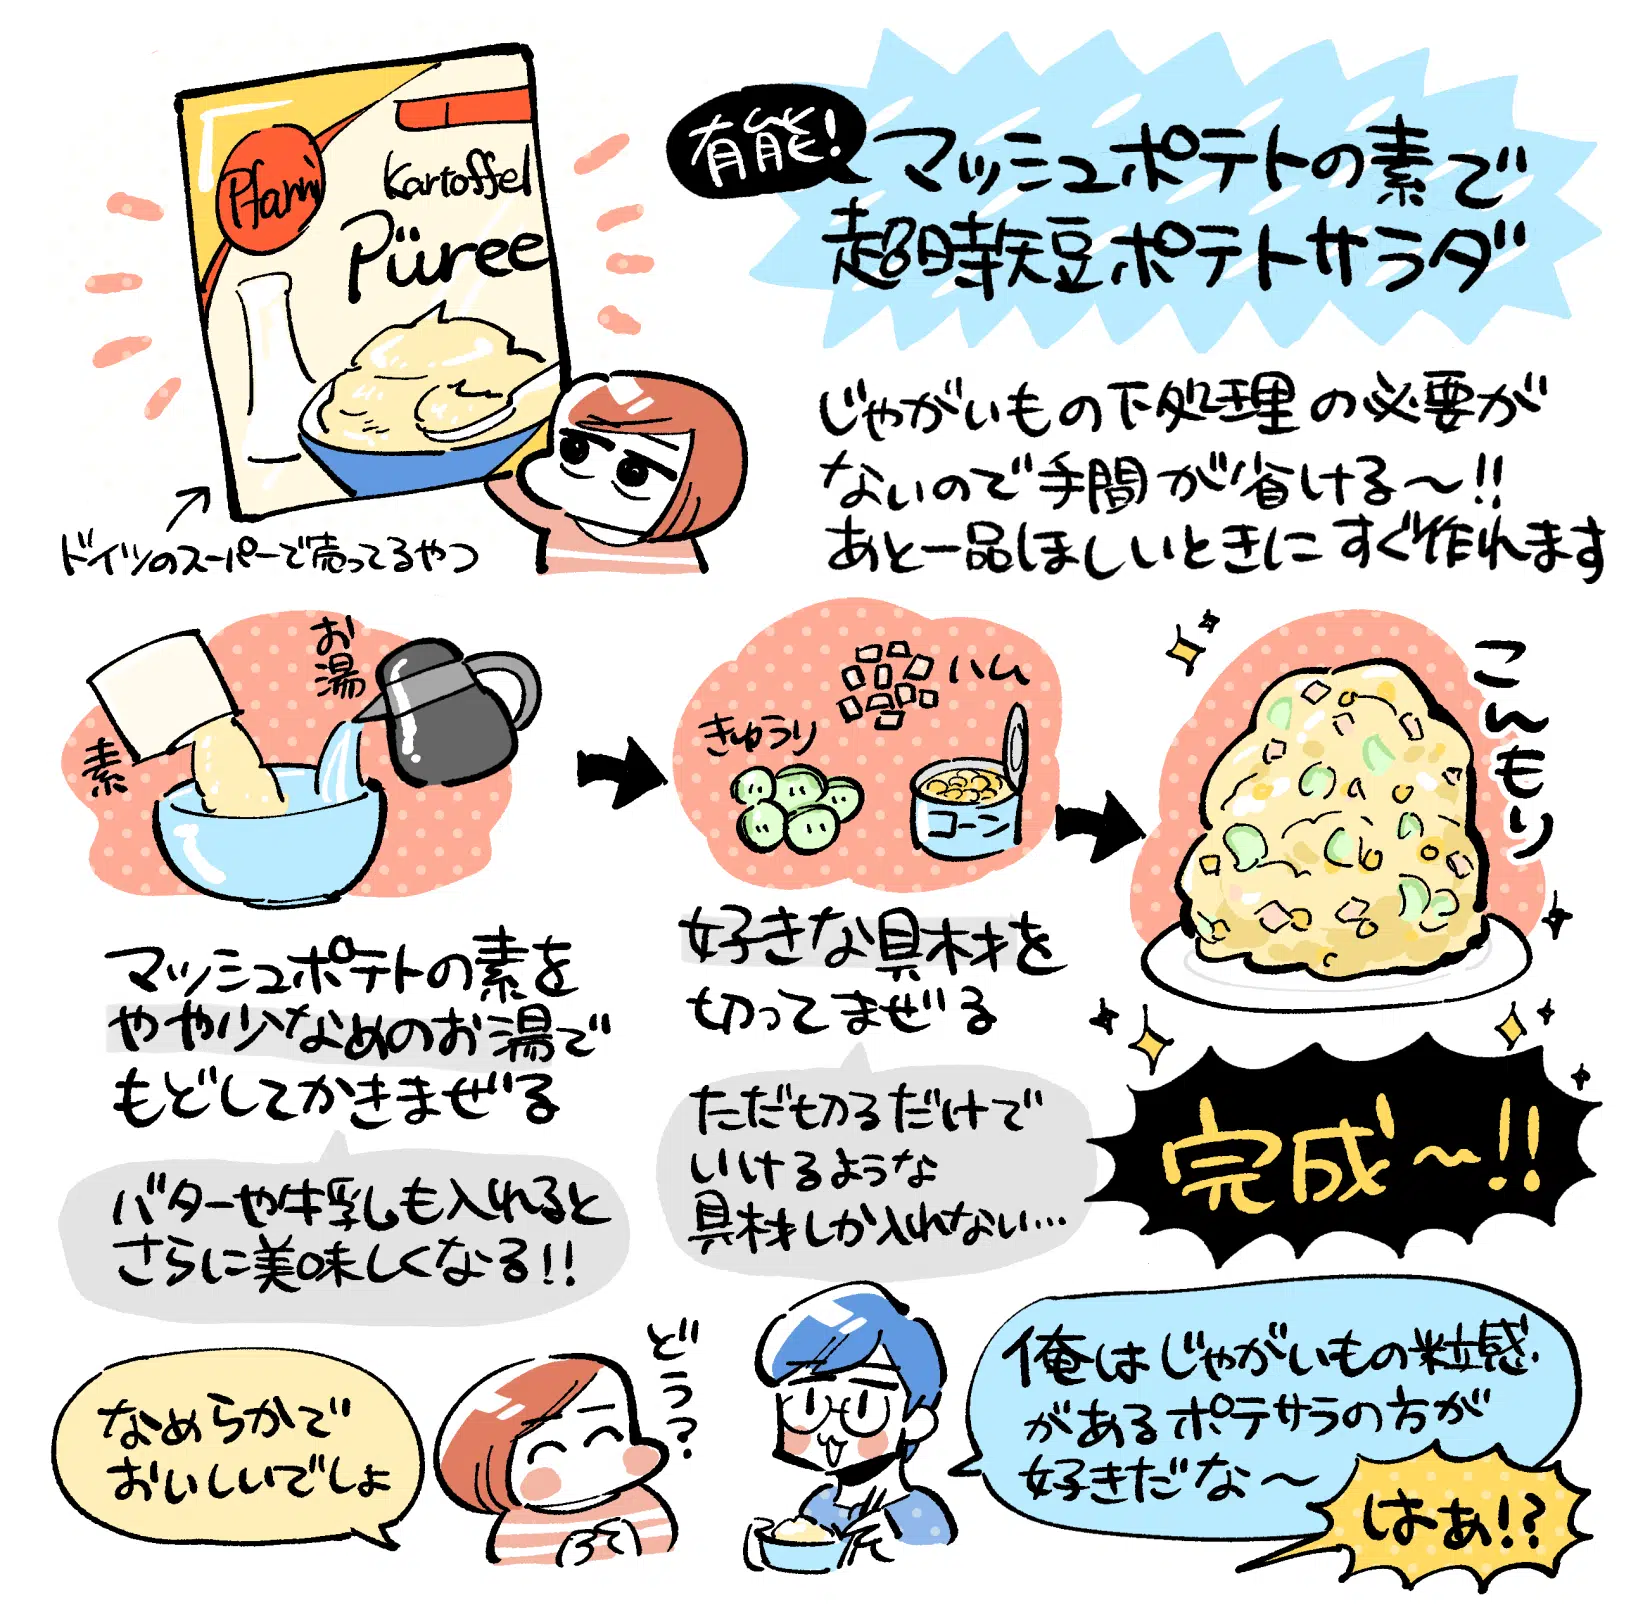 Pfanni
Kartoffel
Püree
ドイツのスーパーで売ってるやつ
有能!
マッシュポテトの素で
超時短ポテトサラダ
じゃがいもの下処理の必要が
ないので手間が省ける〜!!
あと一品ほしいときにすぐ作れます
素
お湯
マッシュポテトの素を
やや少なめのお湯で
もどしてかきまぜる
バターや牛乳も入れると
さらに美味しくなる!!
ハム
きゅうり
コーン
好きな具材を
切ってまぜる
ただ切るだけで
いけるような
具材しか入れない…
こんもり
完成〜!!
なめらかで
おいしいでしょ
どう?
俺はじゃがいもの粒感
があるポテサラの方が
好きだな〜
はぁ!?